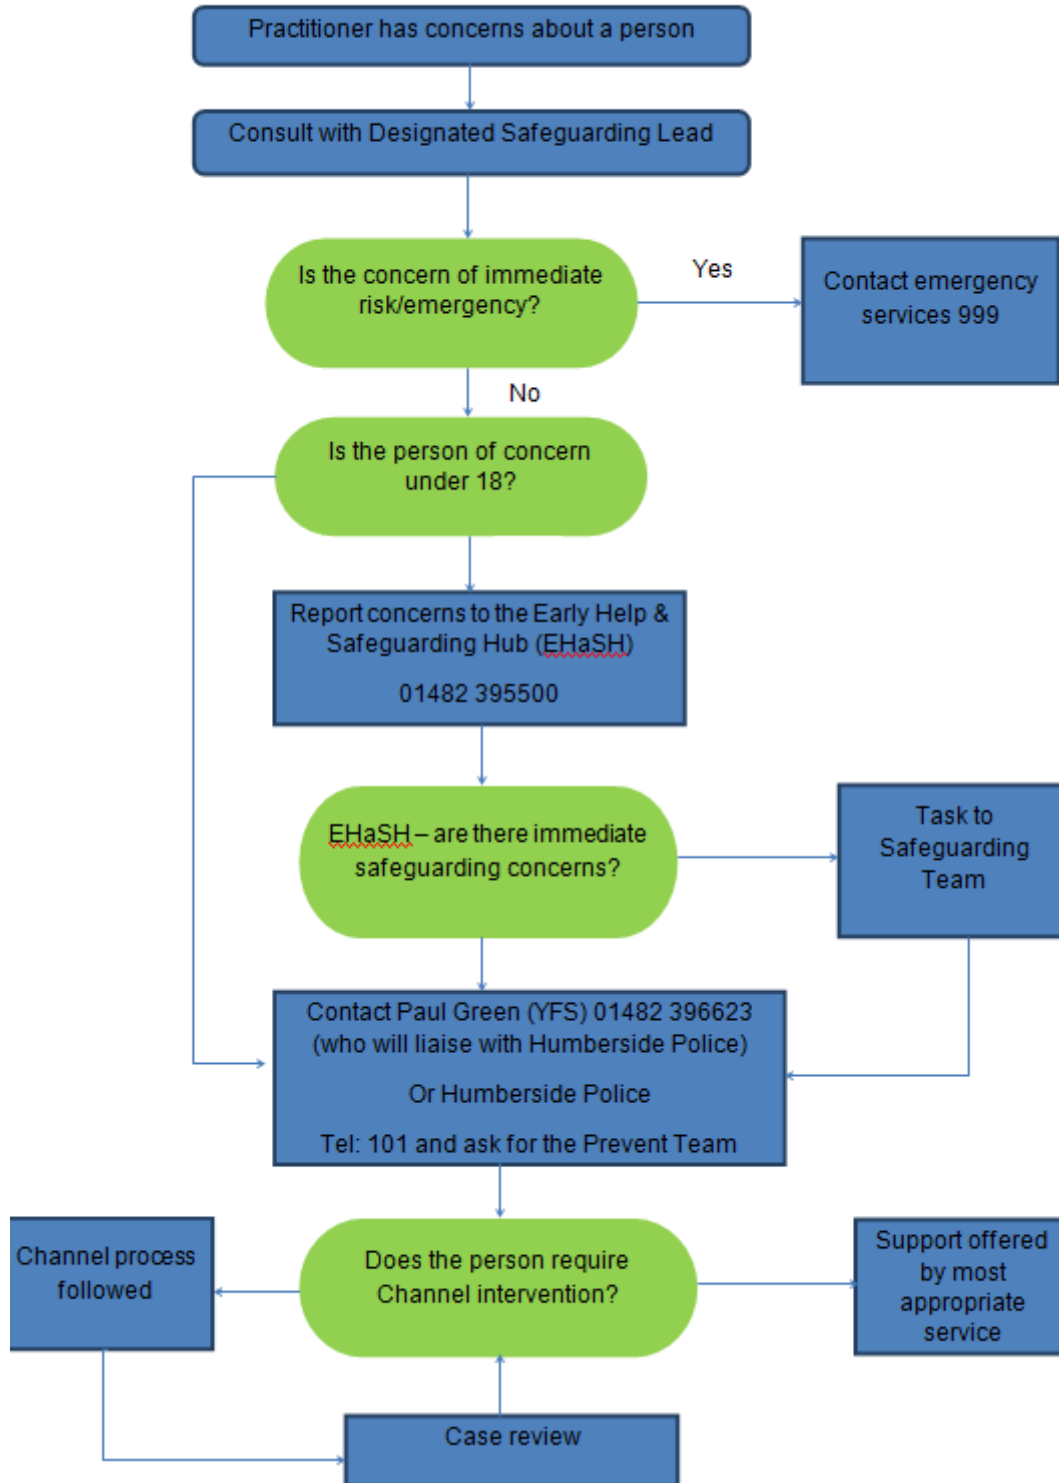 Practitioner has concerns about a person
Consult with Designated Safeguarding Lead
Is the concern of immediate
risk/emergency?
Yes
Contact emergency
services 999
No
Is the person of concern
under 18?
Report concerns to the Early Help &
Safeguarding Hub (EHaSH)
01482 395500
EHaSH – are there immediate
safeguarding concerns?
Task to
Safeguarding
Team
Contact Paul Green (YFS) 01482 396623
(who will liaise with Humberside Police)
Or Humberside Police
Tel: 101 and ask for the Prevent Team
Channel process
followed
Does the person require
Channel intervention?
Support offered
by most
appropriate
service
Case review